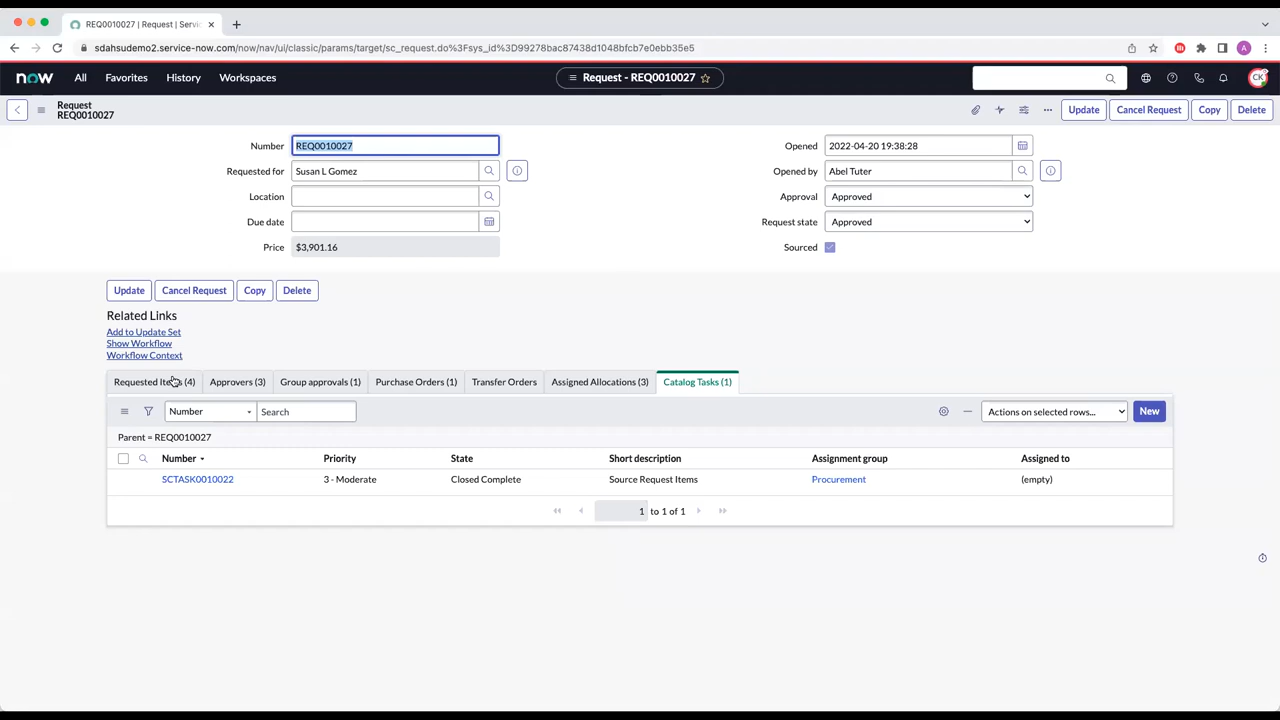 REQ0010027 | Request | Servi
sdahsudemo2.service-now.com/now/nav/ui/classic/params/target/sc_request.do%3Fsys_id%3D99278bac87438d1048bfcb7e0ebb35e5
A
now
All
Favorites
History
Workspaces
Request - REQ0010027
CK
Request
REQ0010027
Update
Cancel Request
Copy
Delete
Number
REQ0010027
Opened
2022-04-20 19:38:28
Requested for
Susan L Gomez
Opened by
Abel Tuter
Location
Approval
Approved
Due date
Request state
Approved
Price
$3,901.16
Sourced
Update
Cancel Request
Copy
Delete
Related Links
Add to Update Set
Show Workflow
Workflow Context
Requested Items (4)
Approvers (3)
Group approvals (1)
Purchase Orders (1)
Transfer Orders
Assigned Allocations (3)
Catalog Tasks (1)
Number
Search
Actions on selected rows...
New
Parent = REQ0010027
Number
Priority
State
Short description
Assignment group
Assigned to
SCTASK0010022
3 - Moderate
Closed Complete
Source Request Items
Procurement
(empty)
1 to 1 of 1